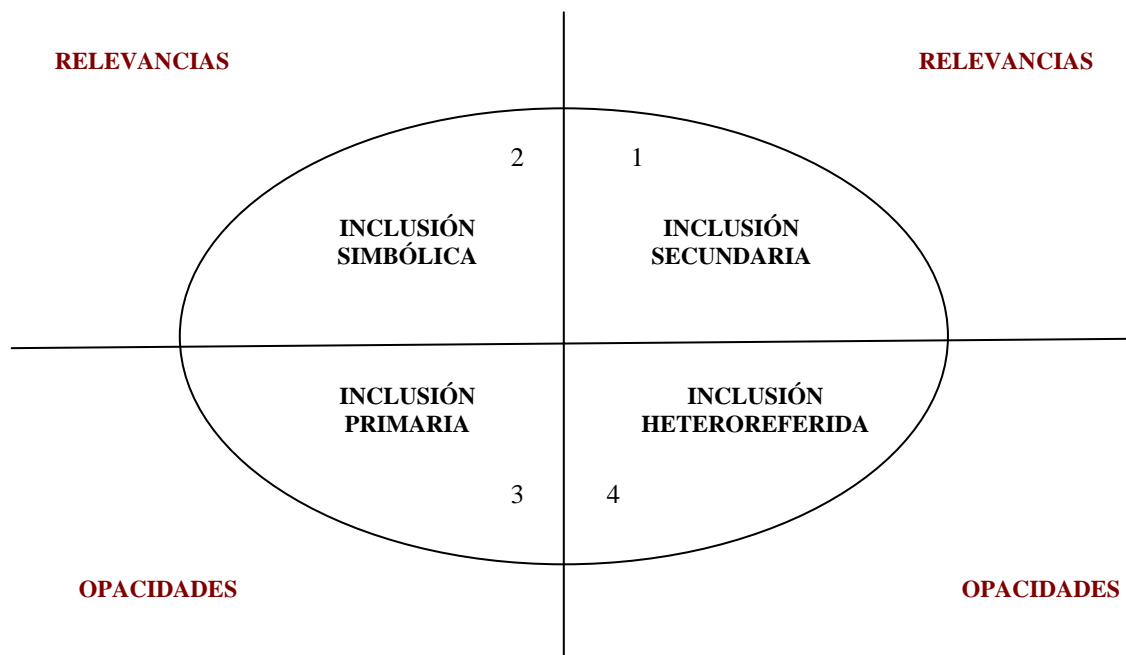 RELEVANCIAS
RELEVANCIAS
2
1
INCLUSIÓN
SIMBÓLICA
INCLUSIÓN
SECUNDARIA
INCLUSIÓN
PRIMARIA
INCLUSIÓN
HETEROREFERIDA
3
4
OPACIDADES
OPACIDADES